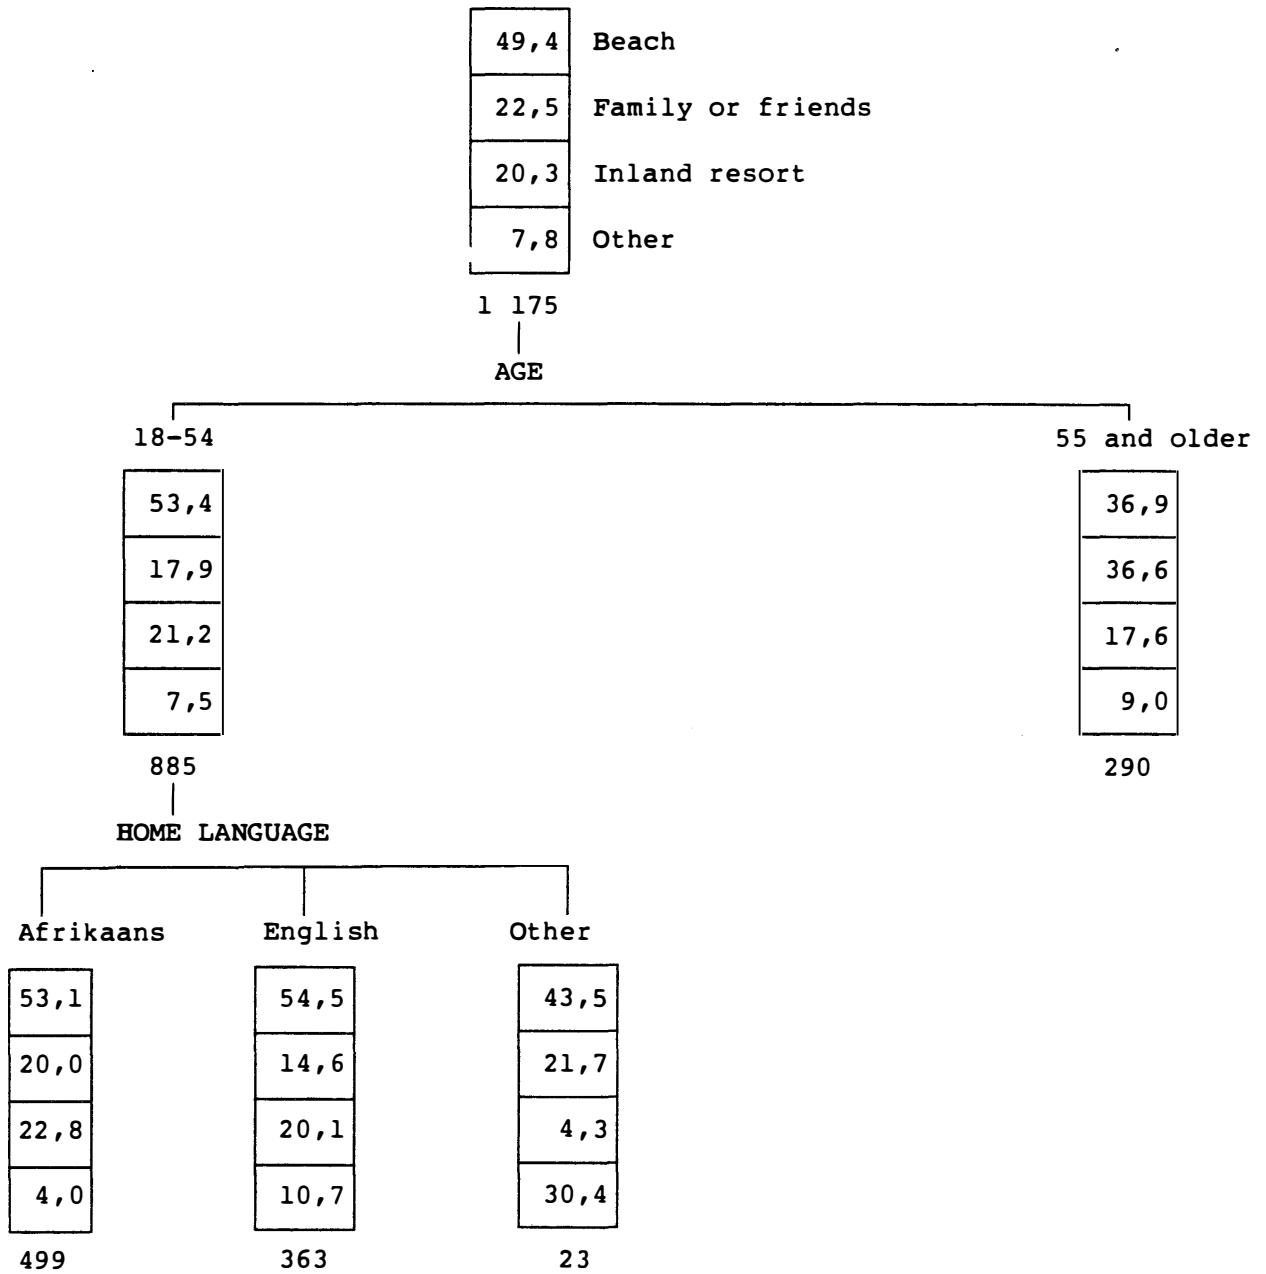 49,4 Beach
22,5 Family or friends
20,3 Inland resort
7,8 Other
1 175
AGE
18-54 55 and older
53,4 36,9
17,9 36,6
21,2 17,6
7,5 9,0
885 290
HOME LANGUAGE
Afrikaans English Other
53,1 54,5 43,5
20,0 14,6 21,7
22,8 20,1 4,3
4,0 10,7 30,4
499 363 23